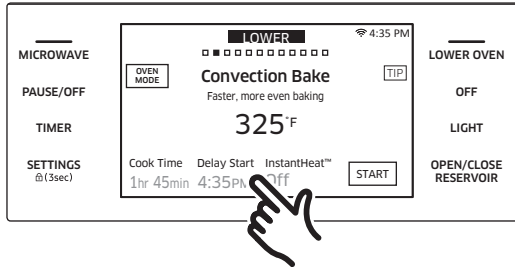 MICROWAVE
PAUSE/OFF
TIMER
SETTINGS
(3sec)
LOWER
4:35 PM
OVEN
MODE
Convection Bake
TIP
Faster, more even baking
325°F
Cook Time Delay Start InstantHeat™
1hr 45min 4:35PM Off
START
LOWER OVEN
OFF
LIGHT
OPEN/CLOSE
RESERVOIR